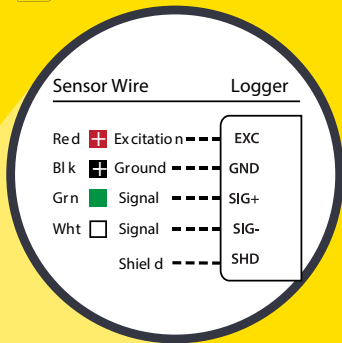 Sensor Wire Logger
Red Excitation EXC
Blk Ground GND
Grn Signal SIG+
Wht Signal SIG-
Shield SHD